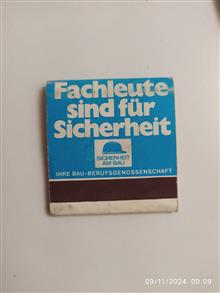 Fachleute
sind für
Sicherheit
SICHERHEIT
AM BAU
IHRE BAU-BERUFSGENOSSENSCHAFT
09/11/2024 00:09